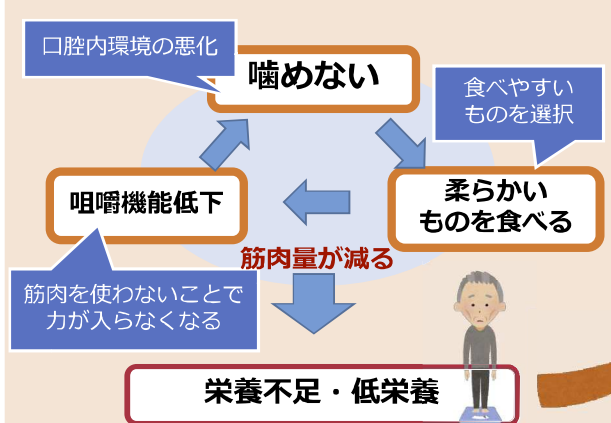 口腔内環境の悪化
噛めない
食べやすい
ものを選択
柔らかい
ものを食べる
咀嚼機能低下
筋肉量が減る
筋肉を使わないことで
力が入らなくなる
栄養不足・低栄養